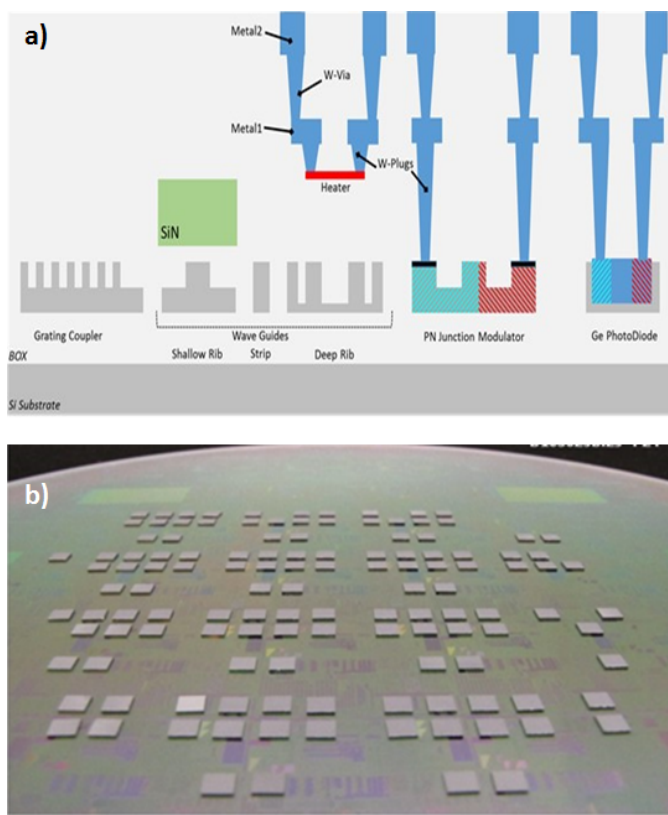 a)
Metal2
W-Via
Metal1
W-Plugs
Heater
SiN
Grating Coupler
Wave Guides
PN Junction Modulator
Ge PhotoDiode
BOX
Shallow Rib
Strip
Deep Rib
Si Substrate
b)